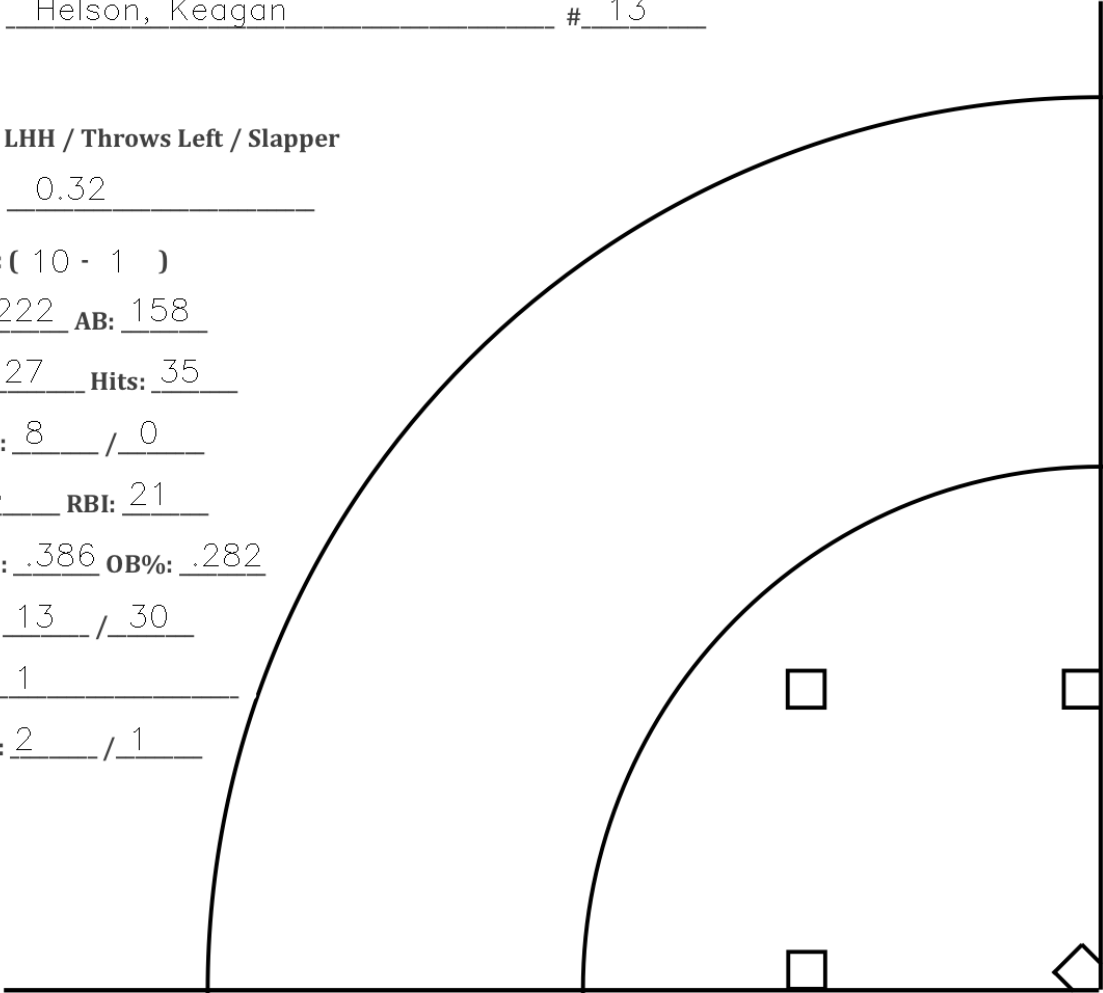 Helson, Keagan #13
LHH / Throws Left / Slapper
0.32
:( 10 - 1 )
222 AB: 158
27 Hits: 35
: 8 / 0
RBI: 21
: .386 OB%: .282
13 / 30
1
: 2 / 1